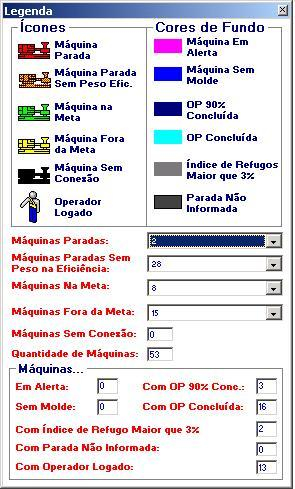 Legenda
Ícones
Cores de Fundo
Máquina
Parada
Máquina Em
Alerta
Máquina Parada
Sem Peso Efic.
Máquina Sem
Molde
Máquina na
Meta
OP 90%
Concluída
Máquina Fora
da Meta
OP Concluída
Máquina Sem
Conexão
Índice de Refugos
Maior que 3%
Operador
Logado
Parada Não
Informada
Máquinas Paradas: 2
Máquinas Paradas Sem
Peso na Eficiência: 28
Máquinas Na Meta: 8
Máquinas Fora da Meta: 15
Máquinas Sem Conexão: 0
Quantidade de Máquinas: 53
Máquinas...
Em Alerta: 0 Com OP 90% Conc.: 3
Sem Molde: 0 Com OP Concluída: 16
Com Índice de Refugo Maior que 3% 2
Com Parada Não Informada: 0
Com Operador Logado: 13